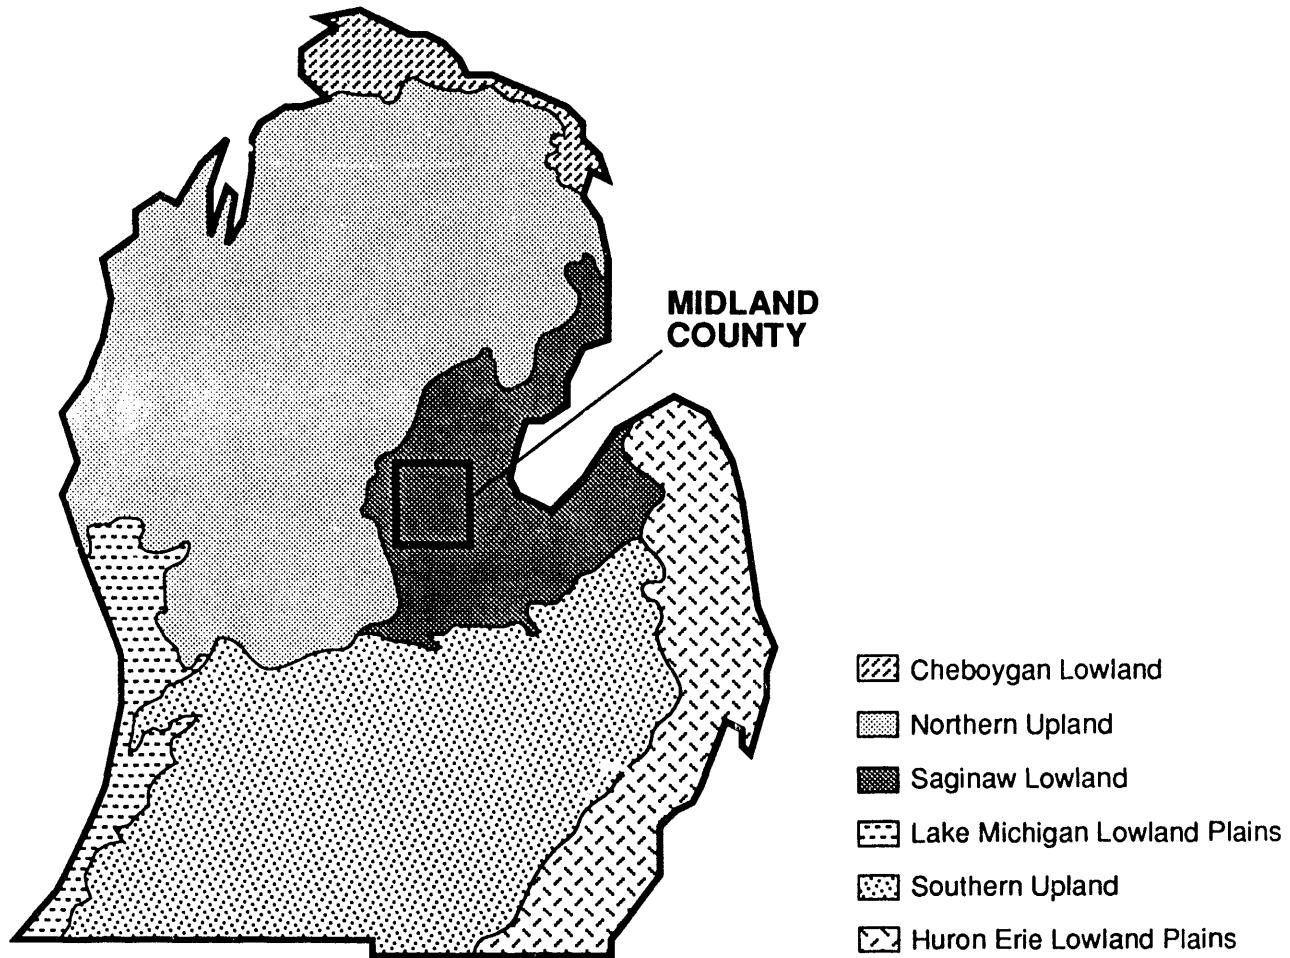 MIDLAND
COUNTY
Cheboygan Lowland
Northern Upland
Saginaw Lowland
Lake Michigan Lowland Plains
Southern Upland
Huron Erie Lowland Plains